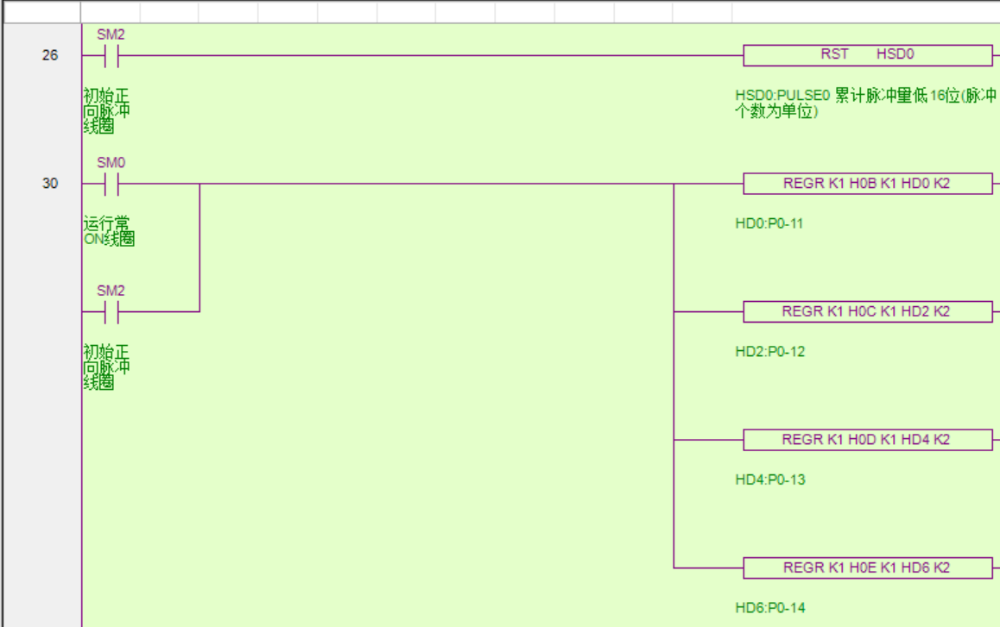 SM2
26
RST HSD0
初始正
向脉冲
线圈
HSD0:PULSE0 累计脉冲量低16位(脉冲
个数为单位)
SM0
30
REGR K1 H0B K1 HD0 K2
运行常
ON线圈
HD0:P0-11
SM2
REGR K1 H0C K1 HD2 K2
初始正
向脉冲
线圈
HD2:P0-12
REGR K1 H0D K1 HD4 K2
HD4:P0-13
REGR K1 H0E K1 HD6 K2
HD6:P0-14